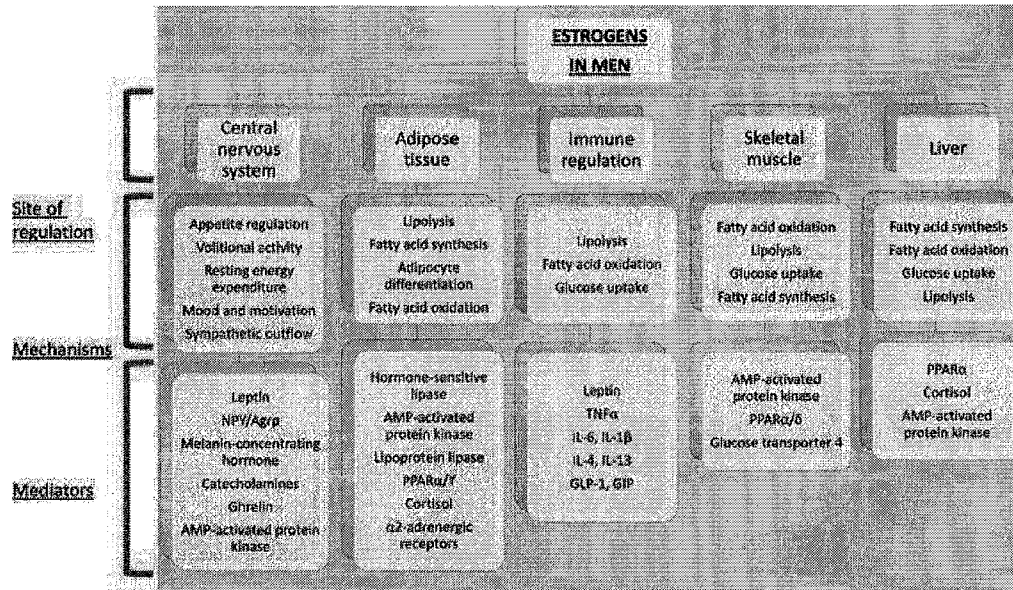 ESTROGENS
IN MEN
Central
nervous
system
Adipose
tissue
Immune
regulation
Skeletal
muscle
Liver
Site of
regulation
Appetite regulation
Volitional activity
Resting energy
expenditure
Mood and motivation
Sympathetic outflow
Lipolysis
Fatty acid synthesis
Adipocyte
differentiation
Fatty acid oxidation
Lipolysis
Fatty acid oxidation
Glucose uptake
Fatty acid oxidation
Lipolysis
Glucose uptake
Fatty acid synthesis
Fatty acid synthesis
Fatty acid oxidation
Glucose uptake
Lipolysis
Mechanisms
Leptin
NPY/Agrp
Melanin-concentrating
hormone
Catecholamines
Ghrelin
AMP-activated protein
kinase
Hormone-sensitive
lipase
AMP-activated
protein kinase
Lipoprotein lipase
PPARα/ϒ
Cortisol
α2-adrenergic
receptors
Leptin
TNFα
IL-6, IL-1β
IL-4, IL-13
GLP-1, GIP
AMP-activated
protein kinase
PPARα/δ
Glucose transporter 4
PPARα
Cortisol
AMP-activated
protein kinase
Mediators